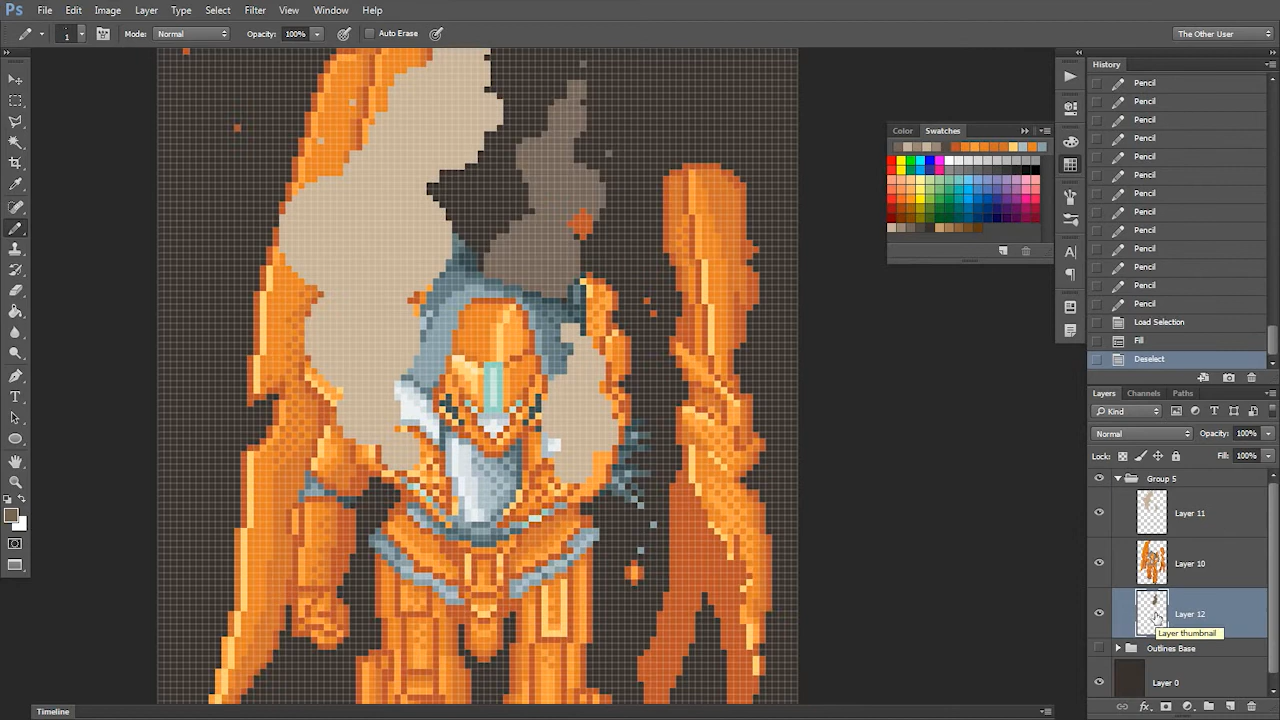 Ps File Edit Image Layer Type Select Filter View Window Help
1 Mode: Normal Opacity: 100% Auto Erase The Other User
History
Pencil
Pencil
Pencil
Pencil
Pencil
Pencil
Pencil
Pencil
Pencil
Pencil
Pencil
Pencil
Pencil
Load Selection
Fill
Deselect
Color Swatches
Layers Channels Paths
Kind
Normal Opacity: 100%
Locks: Fill: 100%
Group 5
Layer 11
Layer 10
Layer 12
Layer thumbnail
Outlines Base
Layer 0
Timeline